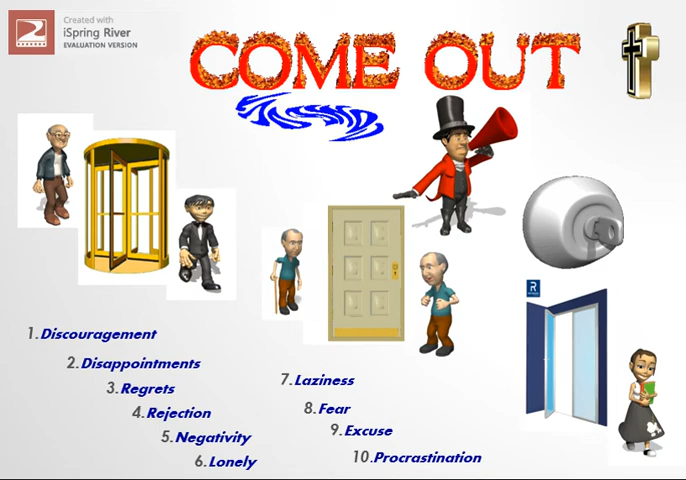 Created with
iSpring River
EVALUATION VERSION
COME OUT
1.Discouragement
2.Disappointments
3.Regrets
4.Rejection
5.Negativity
6.Lonely
7.Laziness
8.Fear
9.Excuse
10.Procrastination
R